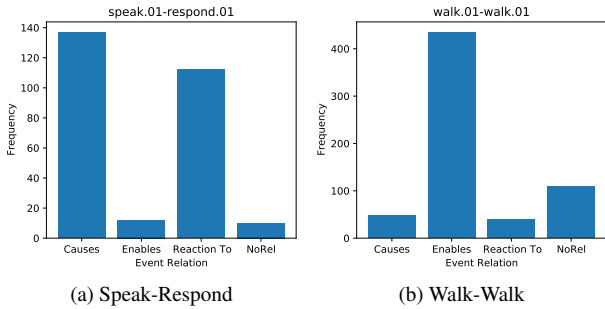 speak.01-respond.01
140
120
100
80
60
40
20
0
Frequency
Causes Enables Reaction To NoRel
Event Relation
(a) Speak-Respond
walk.01-walk.01
400
300
200
100
0
Frequency
Causes Enables Reaction To NoRel
Event Relation
(b) Walk-Walk